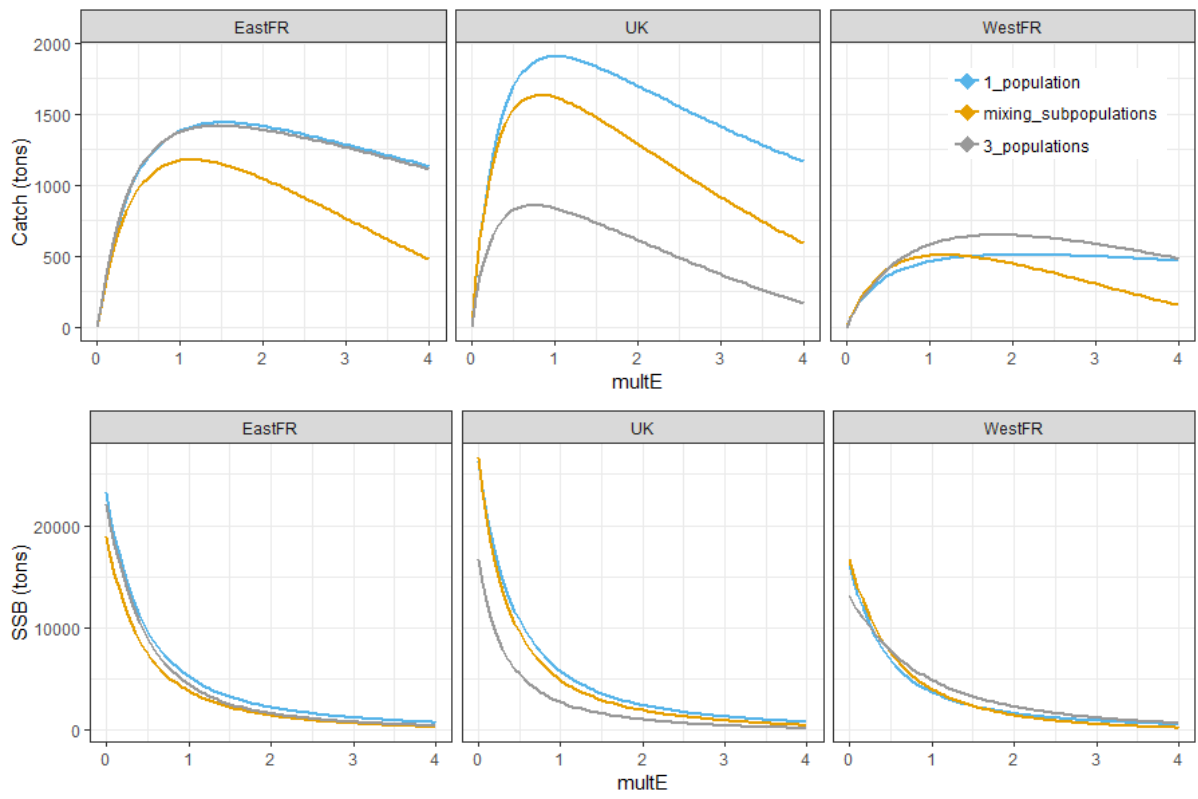 EastFR UK WestFR
2000
1500
1000
500
0
Catch (tons)
1_population
mixing_subpopulations
3_populations
0 1 2 3 4 0 1 2 3 4 0 1 2 3 4
multE
EastFR UK WestFR
20000
10000
0
SSB (tons)
0 1 2 3 4 0 1 2 3 4 0 1 2 3 4
multE